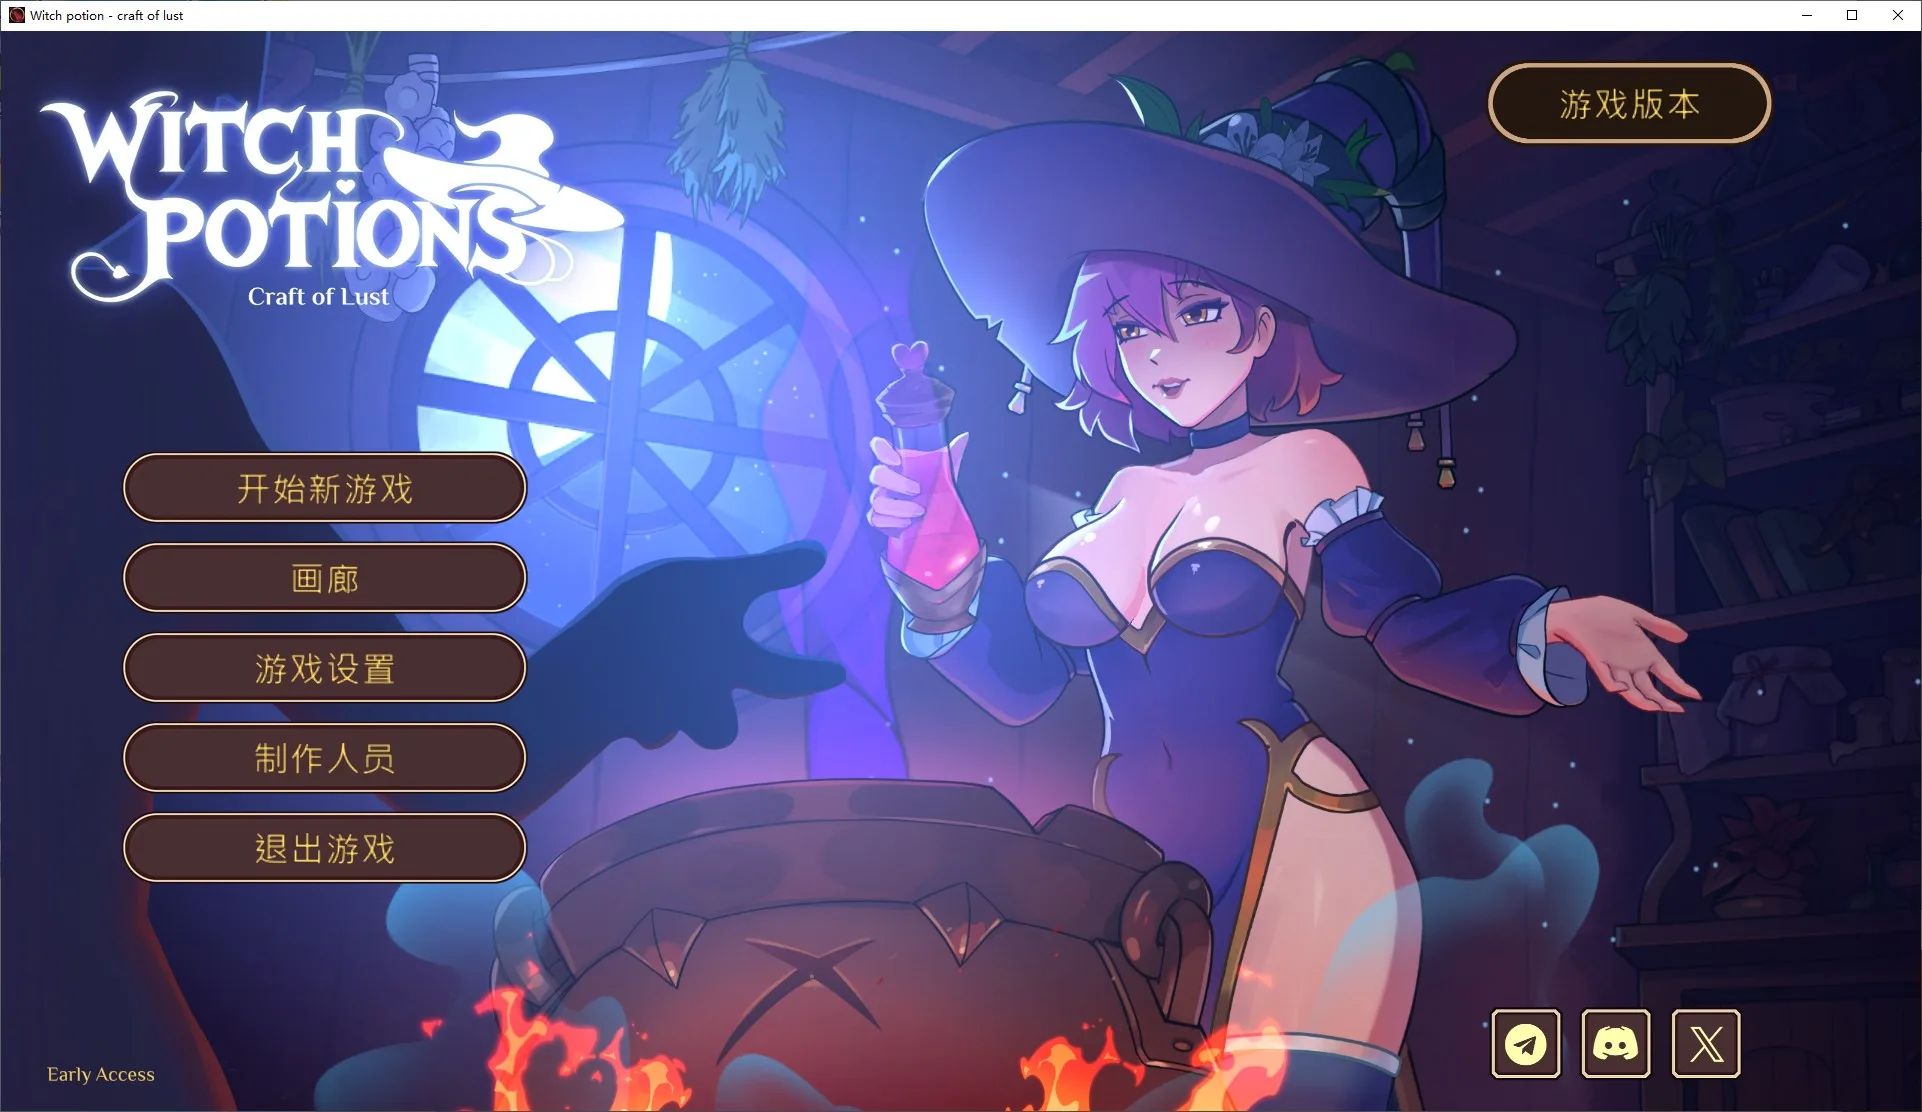 Witch potion - craft of lust
游戏版本
WITCH
POTIONS
Craft of Lust
开始新游戏
画廊
游戏设置
制作人员
退出游戏
Early Access